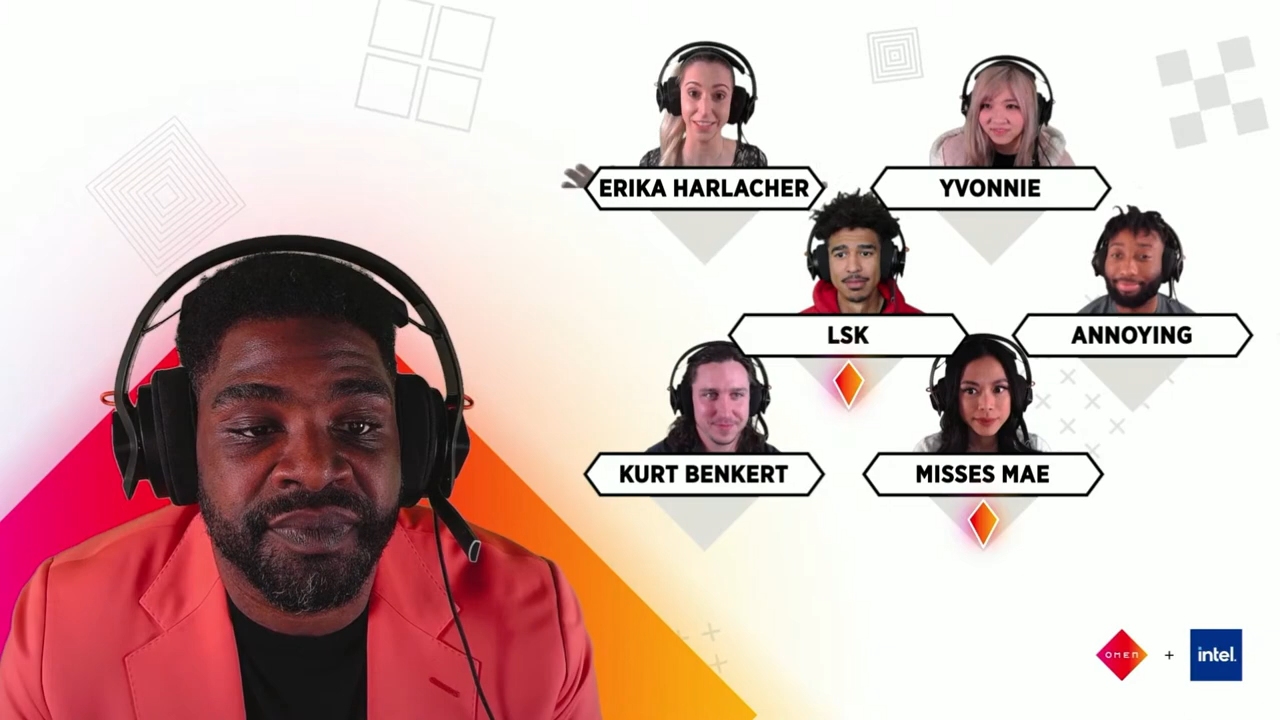 ERIKA HARLACHER
YVONNIE
LSK
ANNOYING
KURT BENKERT
MISSES MAE
OMEN + intel.